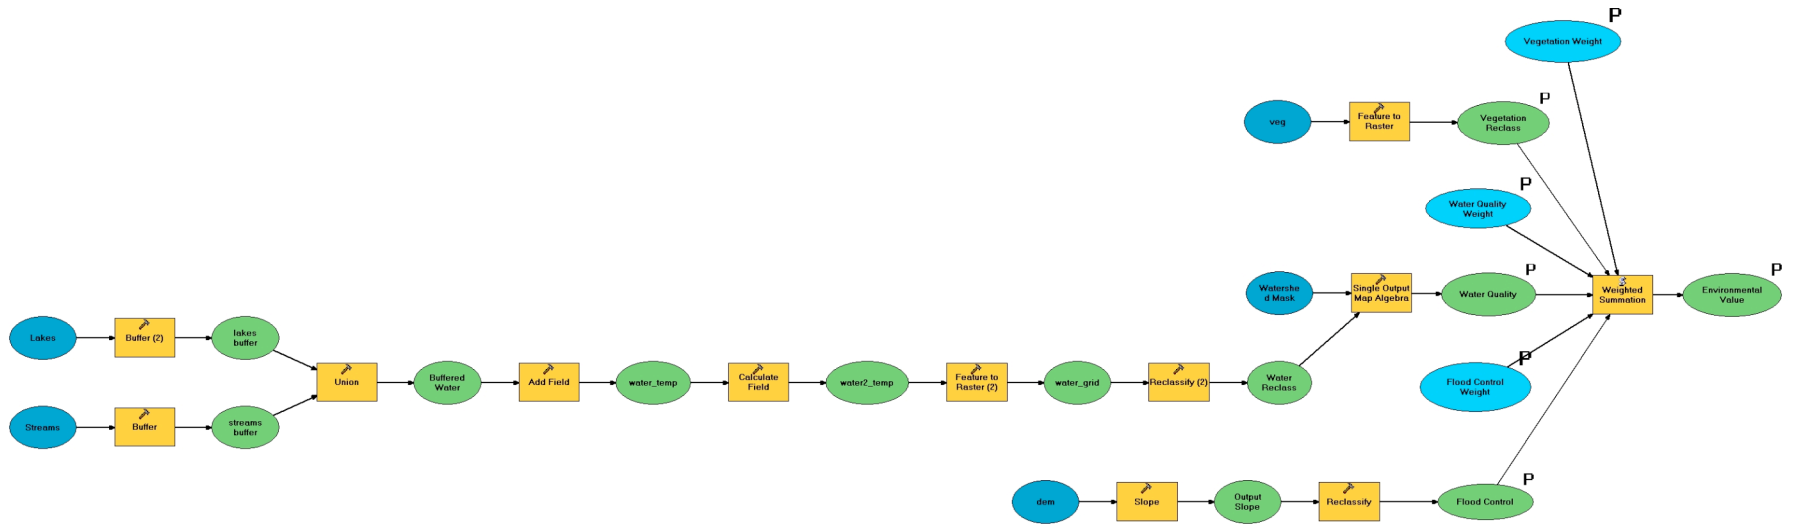 P
Vegetation Weight
P
veg
Feature to
Raster
Vegetation
Reclass
P
Water Quality
Weight
P
Watershe
d Mask
Single Output
Map Algebra
Water Quality
Weighted
Summation
P
Environmental
Value
Lakes
Buffer (2)
lakes
buffer
Union
Buffered
Water
Add Field
water_temp
Calculate
Field
water2_temp
Feature to
Raster (2)
water_grid
Reclassify (2)
Water
Reclass
P
Flood Control
Weight
Streams
Buffer
streams
buffer
dem
Slope
Output
Slope
Reclassify
P
Flood Control